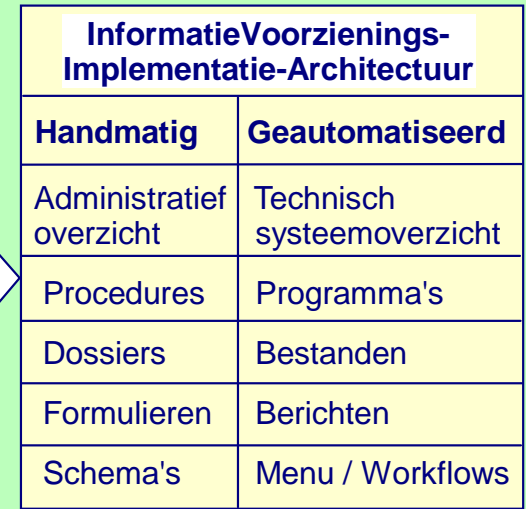 InformatieVoorzienings-
Implementatie-Architectuur
Handmatig Geautomatiseerd
Administratief Technisch
overzicht systeemoverzicht
Procedures Programma's
Dossiers Bestanden
Formulieren Berichten
Schema's Menu / Workflows